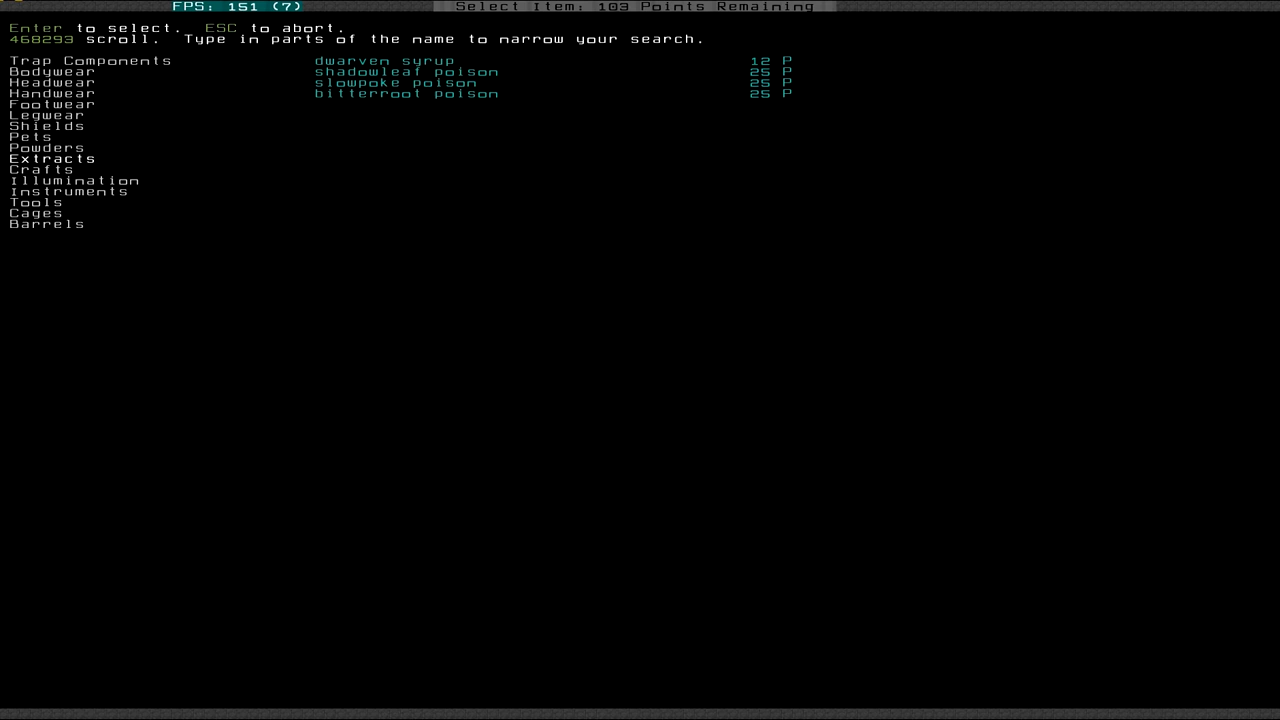 FPS: 151 (7) Select Item: 103 Points Remaining
Enter to select. ESC to abort.
468293 scroll. Type in parts of the name to narrow your search.
Trap Components dwarven syrup 12 P
Bodywear shadowleaf poison 25 P
Headwear slowpoke poison 25 P
Handwear bitterroot poison 25 P
Footwear
Legwear
Shields
Pets
Powders
Extracts
Crafts
Illumination
Instruments
Tools
Cages
Barrels